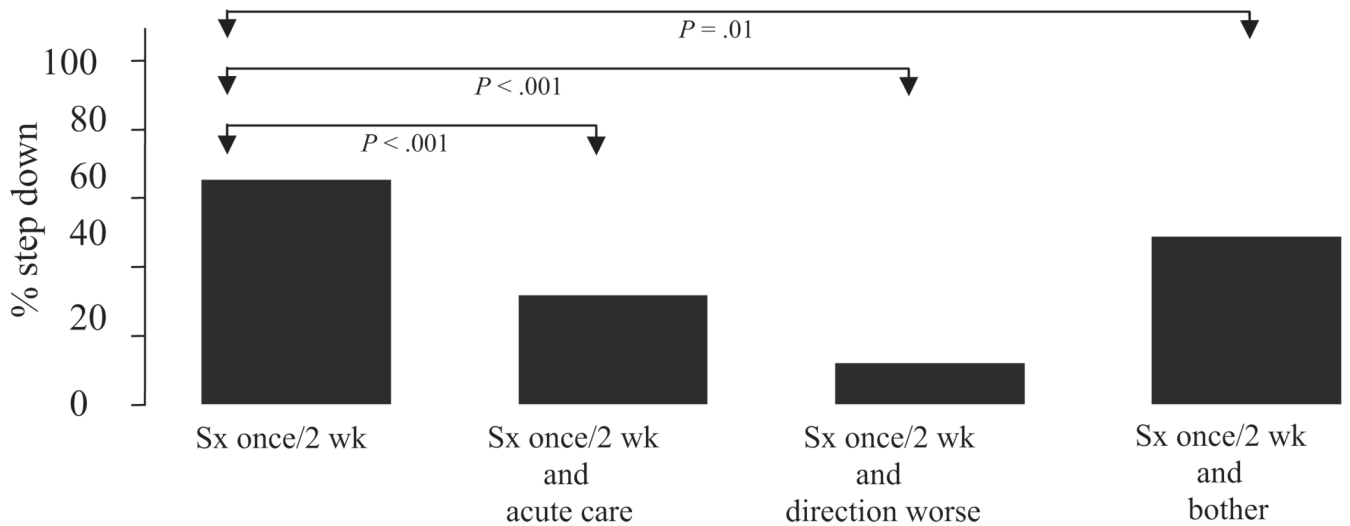 P = .01
P < .001
P < .001
% step down
100
80
60
40
20
0
Sx once/2 wk
Sx once/2 wk
and
acute care
Sx once/2 wk
and
direction worse
Sx once/2 wk
and
bother